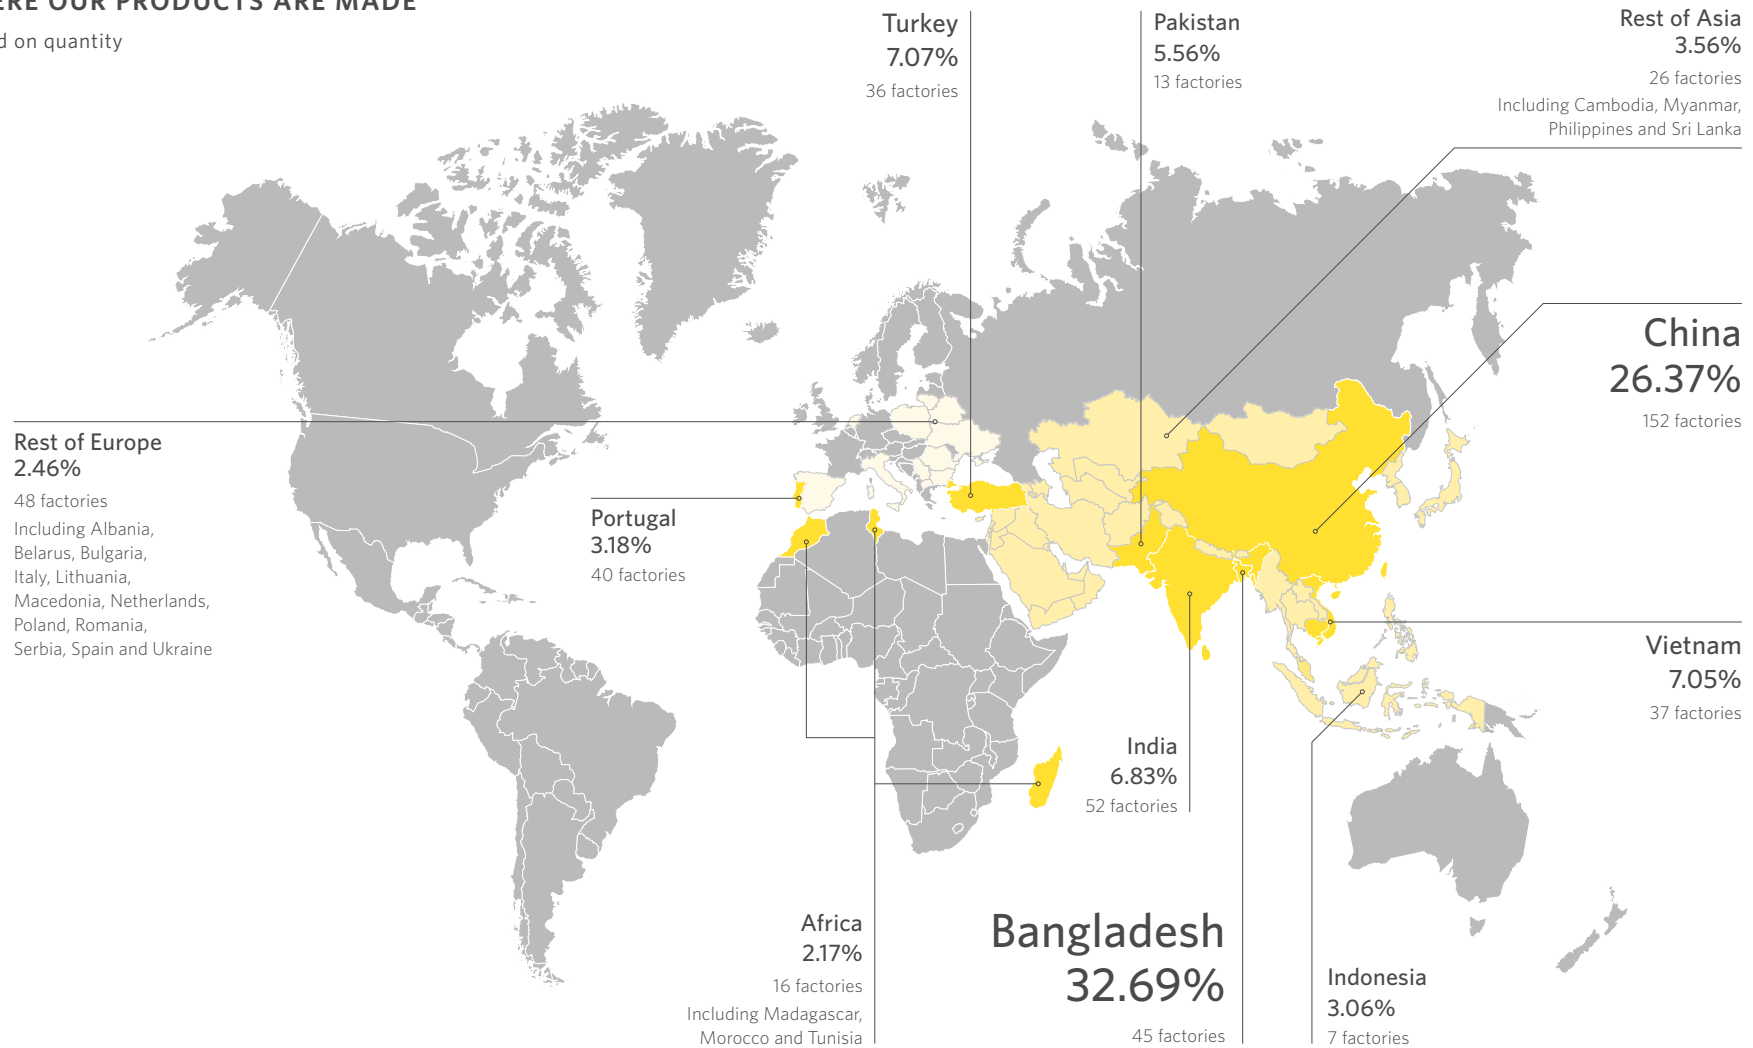 OUR PRODUCTS ARE MADE
on quantity
Turkey
7.07%
36 factories
Pakistan
5.56%
13 factories
Rest of Asia
3.56%
26 factories
Including Cambodia, Myanmar,
Philippines and Sri Lanka
China
26.37%
152 factories
Rest of Europe
2.46%
48 factories
Including Albania,
Belarus, Bulgaria,
Italy, Lithuania,
Macedonia, Netherlands,
Poland, Romania,
Serbia, Spain and Ukraine
Portugal
3.18%
40 factories
Vietnam
7.05%
37 factories
India
6.83%
52 factories
Africa
2.17%
16 factories
Including Madagascar,
Morocco and Tunisia
Bangladesh
32.69%
45 factories
Indonesia
3.06%
7 factories